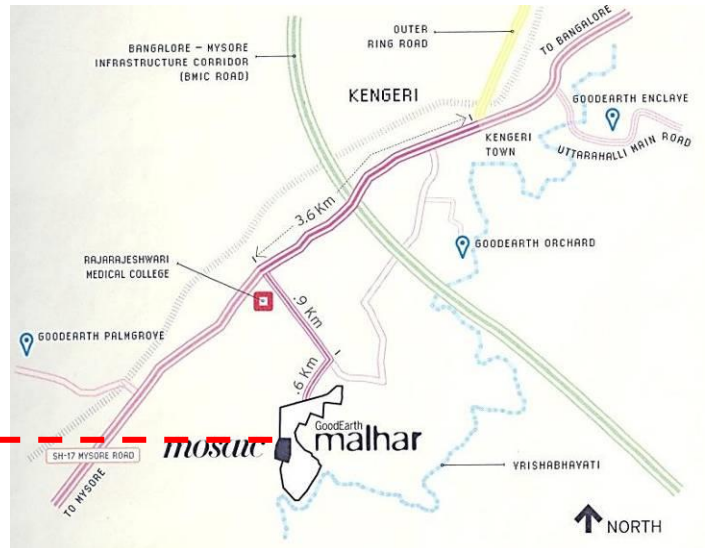 OUTER
RING ROAD
TO BANGALORE
BANGALORE – MYSORE
INFRASTRUCTURE CORRIDOR
(BMIC ROAD)
KENGERI
GOODEARTH ENCLAVE
KENGERI
TOWN
UTTARAHALLI MAIN ROAD
3.6 Km
GOODEARTH ORCHARD
RAJARAJESHWARI
MEDICAL COLLEGE
.9 Km
GOODEARTH PALMGROVE
.6 Km
GoodEarth
malhar
mosaic
SH-17 MYSORE ROAD
VRISHABHAVATI
TO MYSORE
NORTH